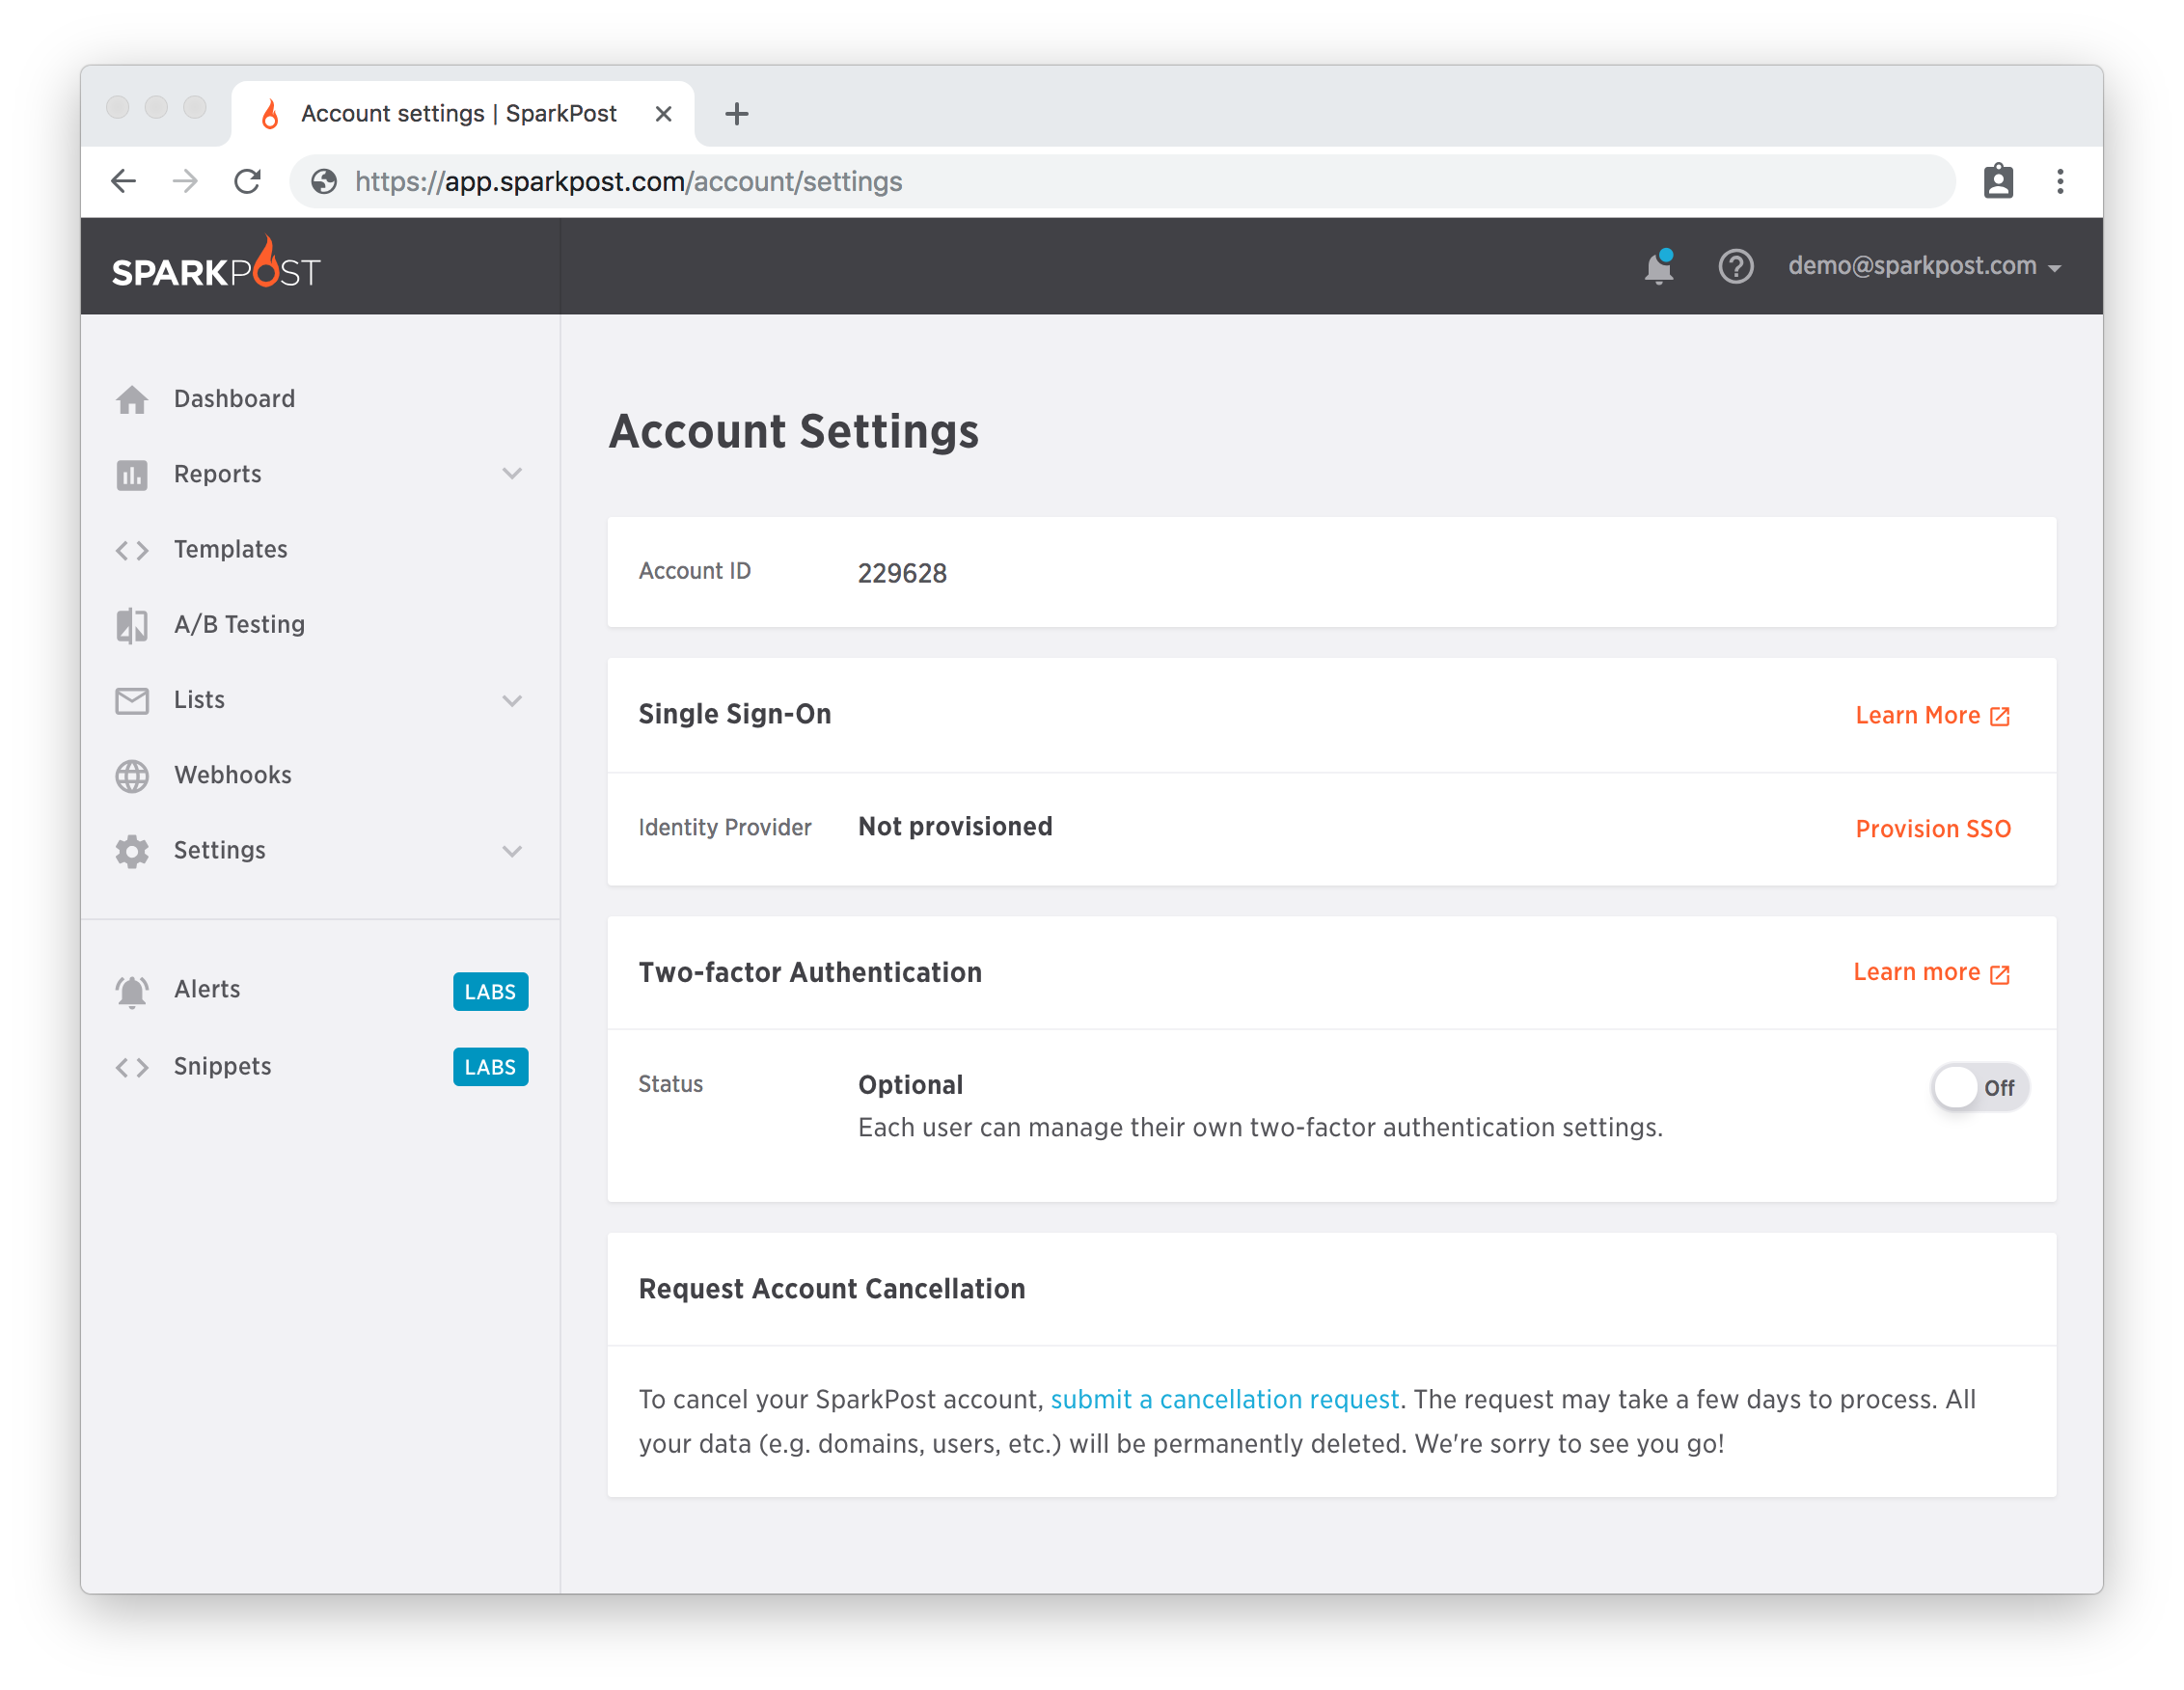 Account settings | SparkPost
https://app.sparkpost.com/account/settings
SPARKPOST
demo@sparkpost.com
Dashboard
Reports
Templates
A/B Testing
Lists
Webhooks
Settings
Alerts
LABS
Snippets
LABS
Account Settings
Account ID
229628
Single Sign-On
Learn More
Identity Provider
Not provisioned
Provision SSO
Two-factor Authentication
Learn more
Status
Optional
Off
Each user can manage their own two-factor authentication settings.
Request Account Cancellation
To cancel your SparkPost account, submit a cancellation request. The request may take a few days to process. All
your data (e.g. domains, users, etc.) will be permanently deleted. We're sorry to see you go!